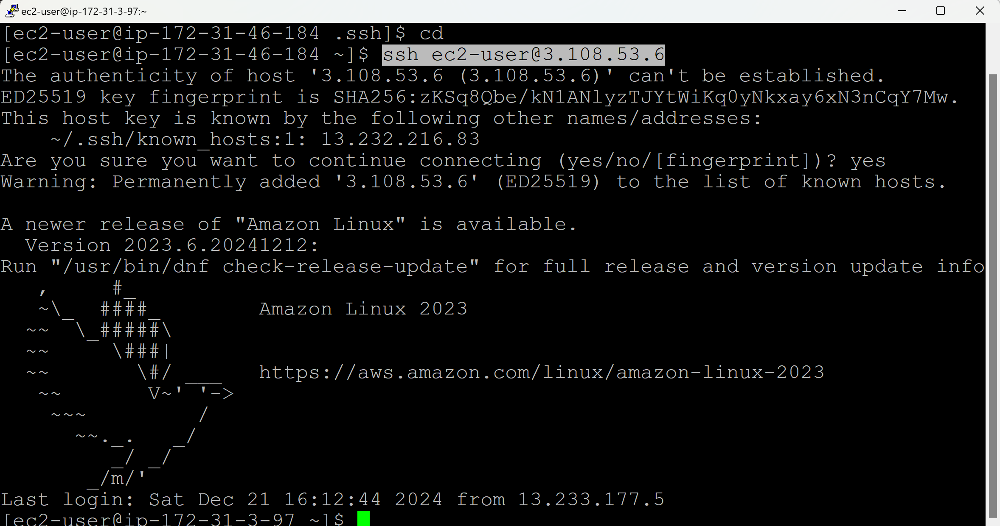 ec2-user@ip-172-31-3-97:~
[ec2-user@ip-172-31-46-184 .ssh]$ cd
[ec2-user@ip-172-31-46-184 ~]$ ssh ec2-user@3.108.53.6
The authenticity of host '3.108.53.6 (3.108.53.6)' can't be established.
ED25519 key fingerprint is SHA256:zKSq8Qbe/kN1ANlyzTJYtWiKq0yNkxay6xN3nCqY7Mw.
This host key is known by the following other names/addresses:
    ~/.ssh/known_hosts:1: 13.232.216.83
Are you sure you want to continue connecting (yes/no/[fingerprint])? yes
Warning: Permanently added '3.108.53.6' (ED25519) to the list of known hosts.

A newer release of "Amazon Linux" is available.
  Version 2023.6.20241212:
Run "/usr/bin/dnf check-release-update" for full release and version update info
   ,     #_
   ~\_  ####_        Amazon Linux 2023
  ~~  \_#####\
  ~~     \###|
  ~~       \#/ ___   https://aws.amazon.com/linux/amazon-linux-2023
   ~~       V~' '->
    ~~~         /
      ~~._.   _/
         _/ _/
       _/m/'
Last login: Sat Dec 21 16:12:44 2024 from 13.233.177.5
[ec2-user@ip-172-31-3-97 ~]$